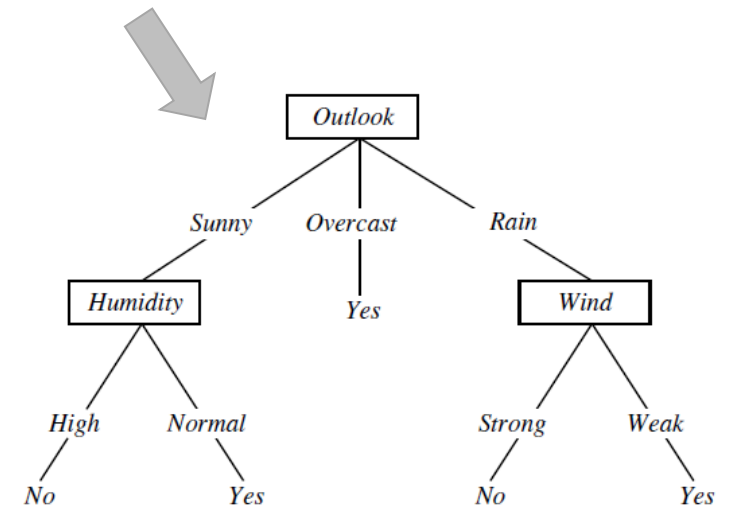 Outlook
Sunny Overcast Rain
Humidity Yes Wind
High Normal Strong Weak
No Yes No Yes